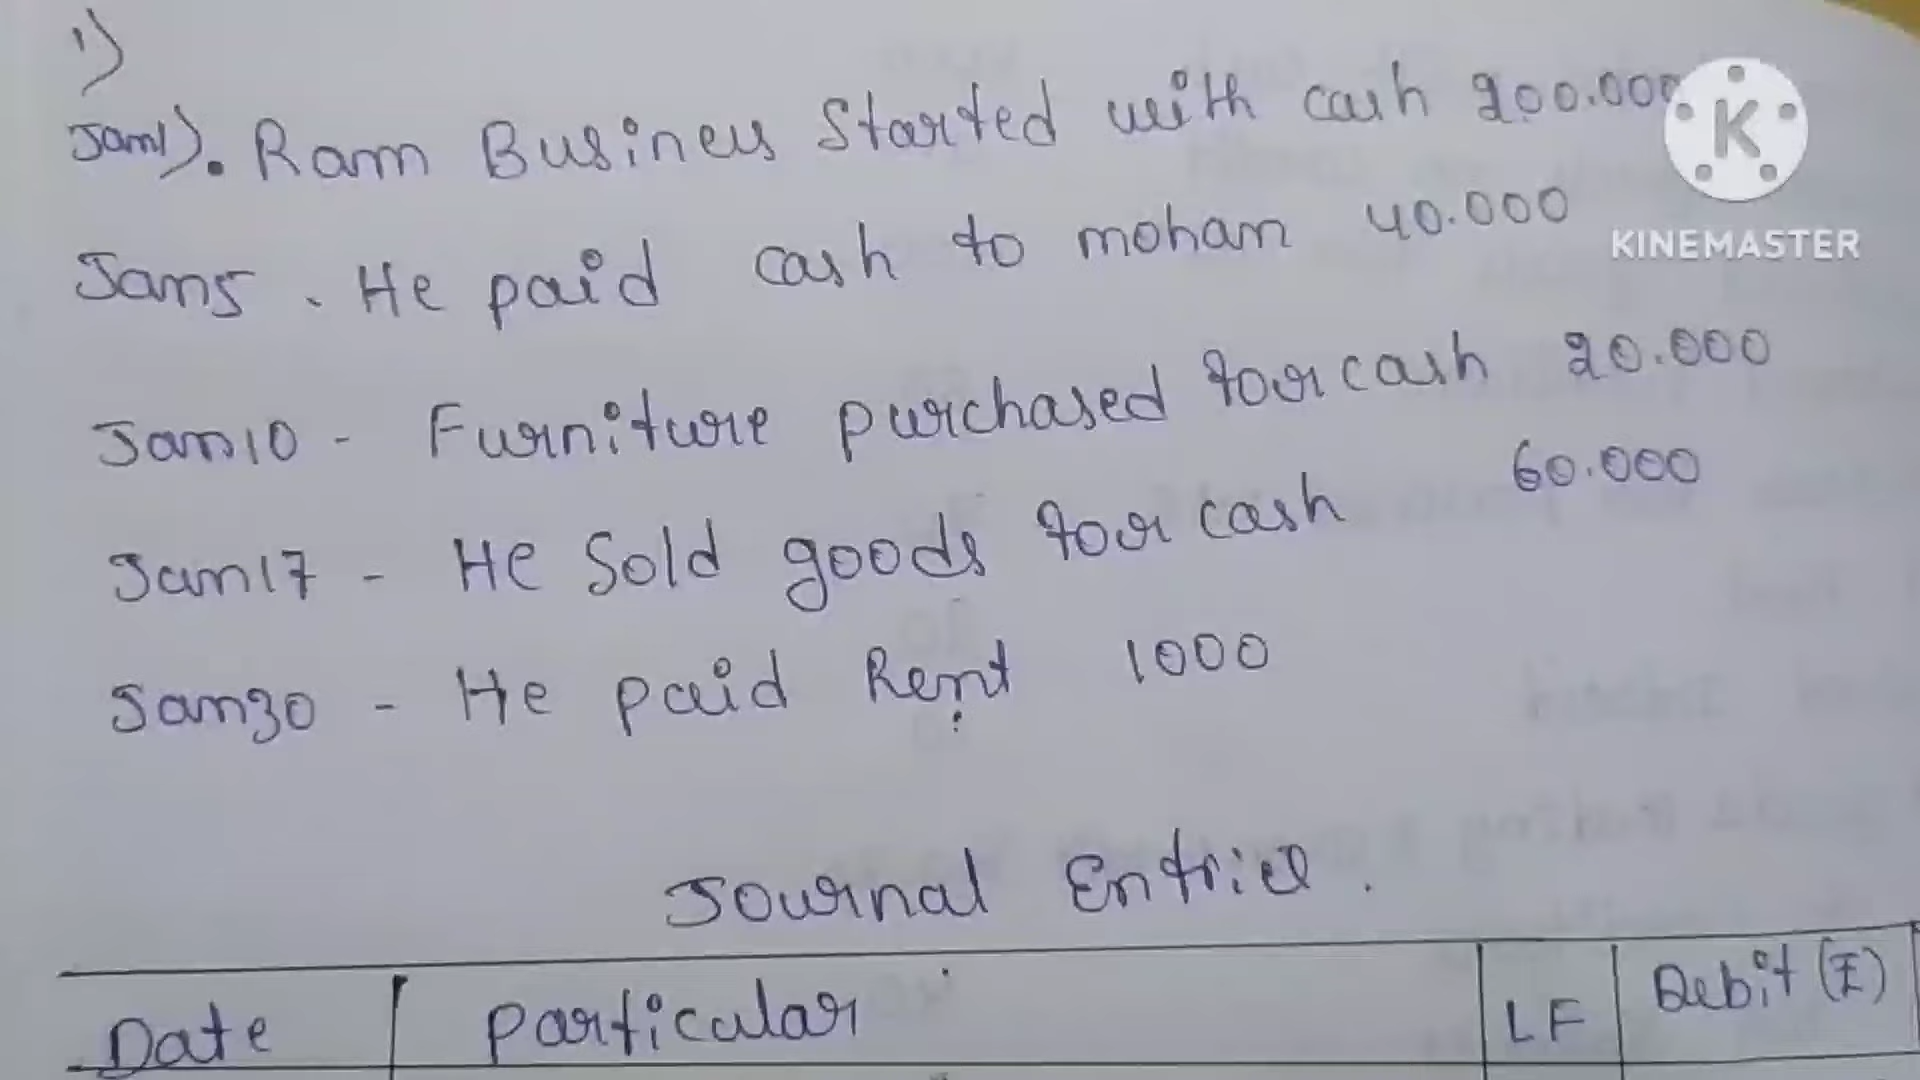 1)
Jan1). Ram Business Started with cash 200.000
K
KINEMASTER
Jan5. He paid cash to mohan 40.000
Jan10 - Furniture purchased for cash 20.000
Jan17 - He Sold goods for cash 60.000
Jan30 - He paid Rent 1000
Journal Entries.
Date Particular LF Debit (₹)